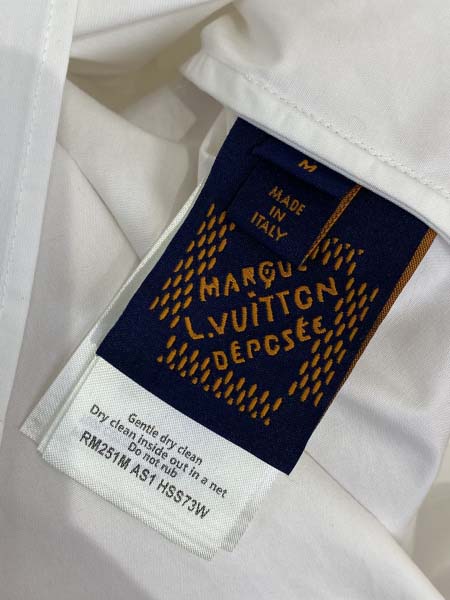 M
MADE
IN
ITALY
MARQUE
L.VUITTON
DÉPOSÉE
Gentle dry clean
Dry clean inside out in a net
Do not rub
RM251M AS1 HSS73W